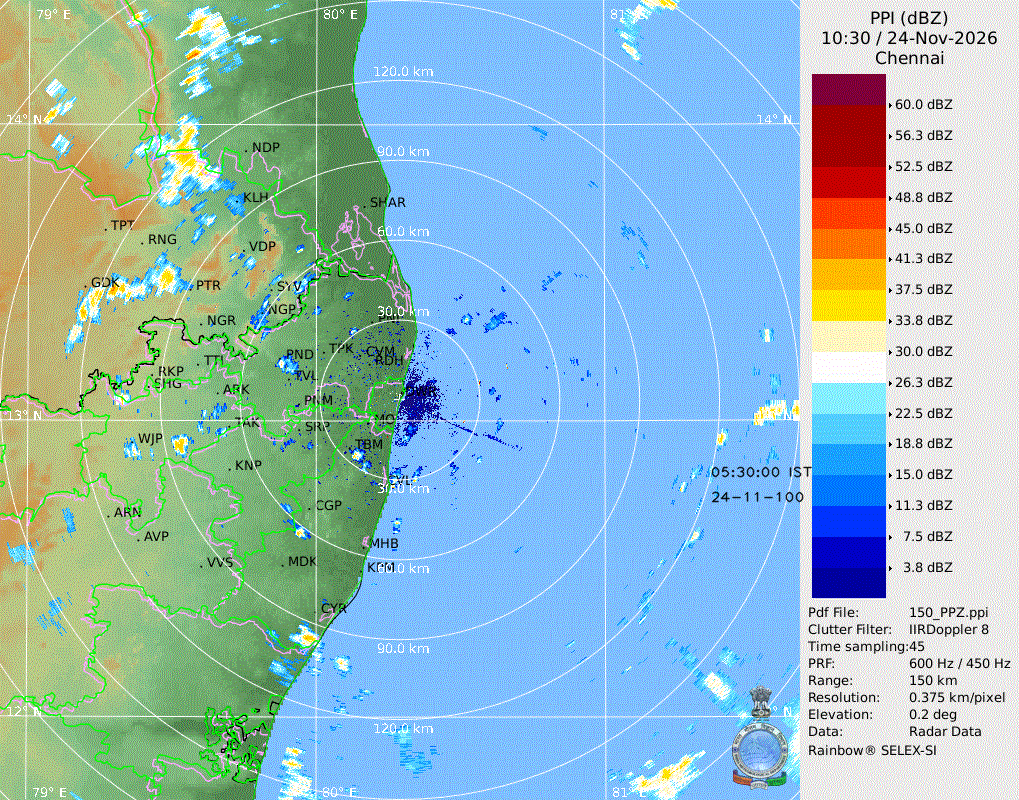 79° E
80° E
81° E
120.0 km
14° N
14° N
90.0 km
NDP
KLH
SHAR
TPT
RNG
60.0 km
VDP
GDK
PTR
SYV
NGP
30.0 km
NGR
TPK
CVM
PND
TTI
RKP
SHG
TVL
ARK
PNM
13° N
TAK
SRP
WJP
TBM
KNP
05:30:00 IST
30.0 km
24-11-100
CGP
ARN
AVP
MHB
VVS
MDK
60.0 km
CYR
90.0 km
12° N
° N
120.0 km
79° E
80° E
81° E
PPI (dBZ)
10:30 / 24-Nov-2026
Chennai
60.0 dBZ
56.3 dBZ
52.5 dBZ
48.8 dBZ
45.0 dBZ
41.3 dBZ
37.5 dBZ
33.8 dBZ
30.0 dBZ
26.3 dBZ
22.5 dBZ
18.8 dBZ
15.0 dBZ
11.3 dBZ
7.5 dBZ
3.8 dBZ
Pdf File: 150_PPZ.ppi
Clutter Filter: IIRDoppler 8
Time sampling:45
PRF: 600 Hz / 450 Hz
Range: 150 km
Resolution: 0.375 km/pixel
Elevation: 0.2 deg
Data: Radar Data
Rainbow® SELEX-SI